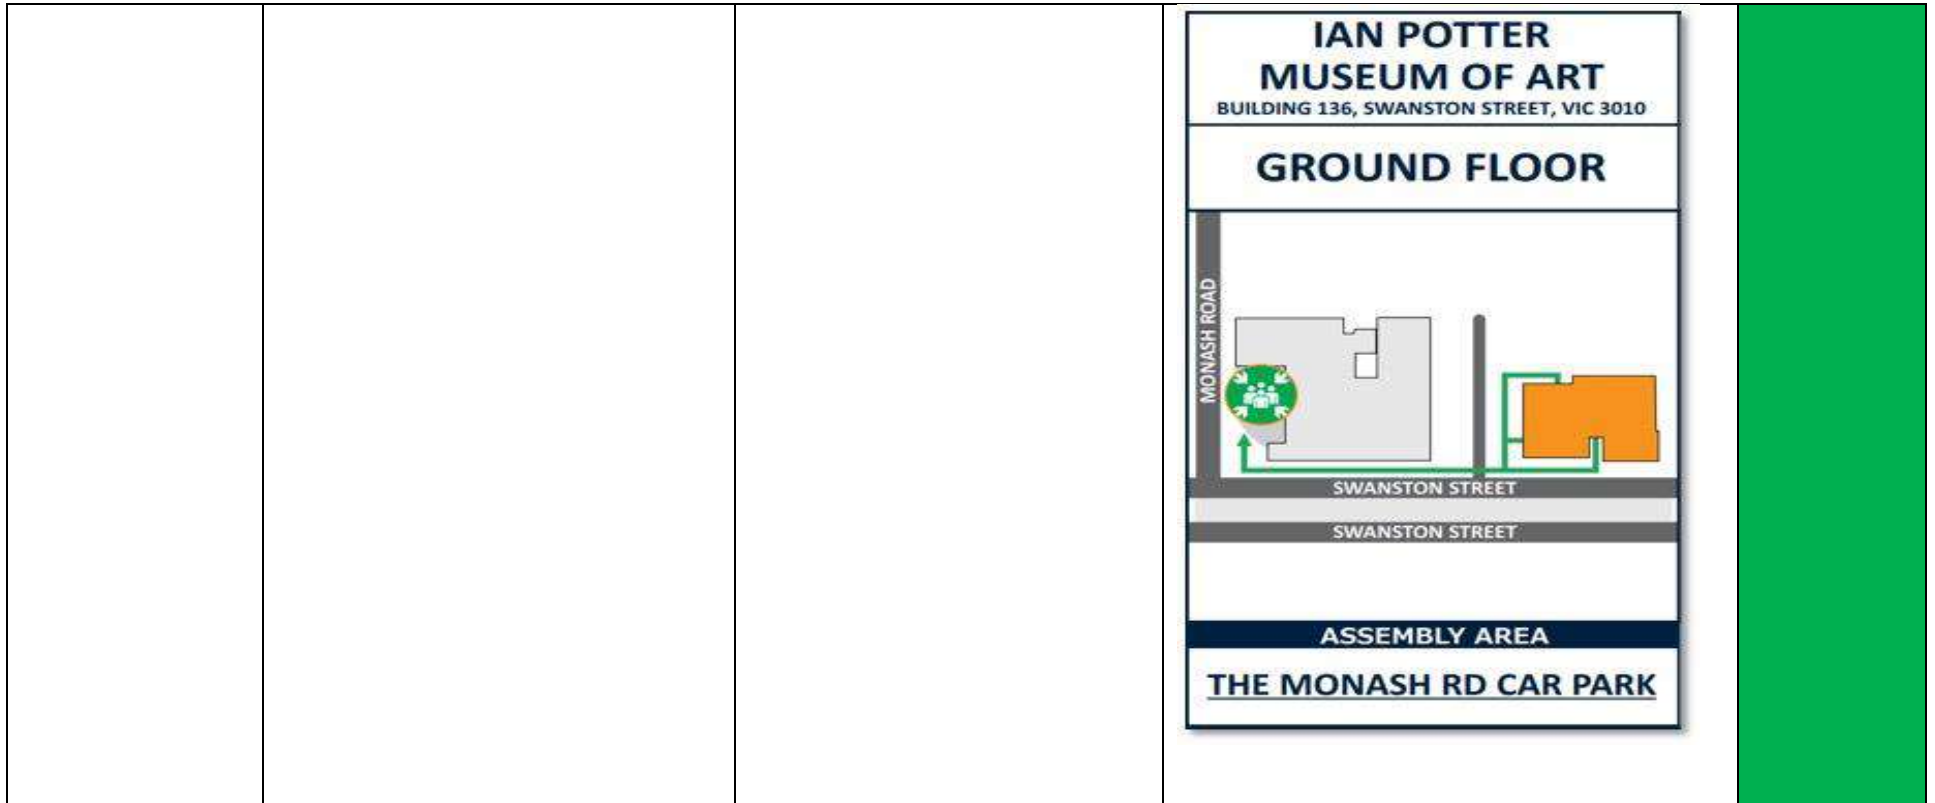 IAN POTTER
MUSEUM OF ART
BUILDING 136, SWANSTON STREET, VIC 3010
GROUND FLOOR
MONASH ROAD
SWANSTON STREET
SWANSTON STREET
ASSEMBLY AREA
THE MONASH RD CAR PARK